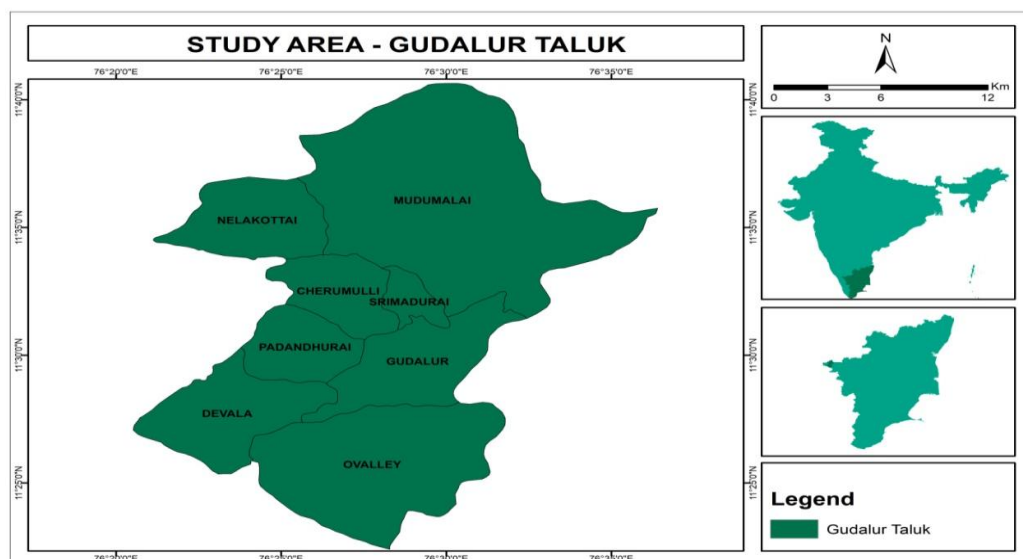 STUDY AREA - GUDALUR TALUK
N
Km
0 3 6 12
76°20'0"E 76°25'0"E 76°30'0"E 76°35'0"E
11°40'0"N 11°40'0"N
MUDUMALAI
NELAKOTTAI
11°35'0"N 11°35'0"N
CHERUMULLI
SRIMADURAI
PADANDHURAI
11°30'0"N 11°30'0"N
GUDALUR
DEVALA
OVALLEY
11°25'0"N 11°25'0"N
Legend
Gudalur Taluk